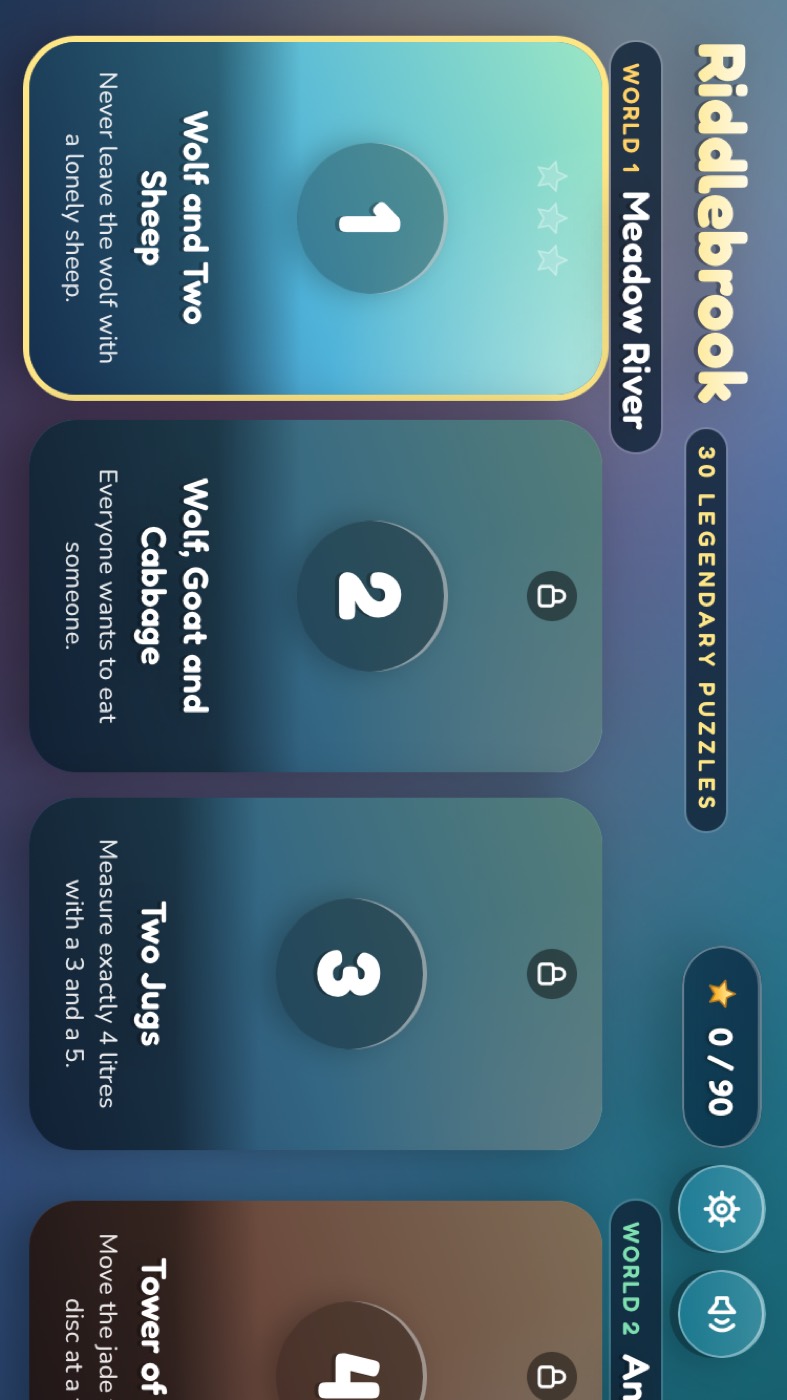 Riddlebrook
30 LEGENDARY PUZZLES
0 / 90
WORLD 1 Meadow River
1
Wolf and Two
Sheep
Never leave the wolf with
a lonely sheep.
2
Wolf, Goat and
Cabbage
Everyone wants to eat
someone.
3
Two Jugs
Measure exactly 4 litres
with a 3 and a 5.
WORLD 2
4
Tower of
Move the jade
disc at a